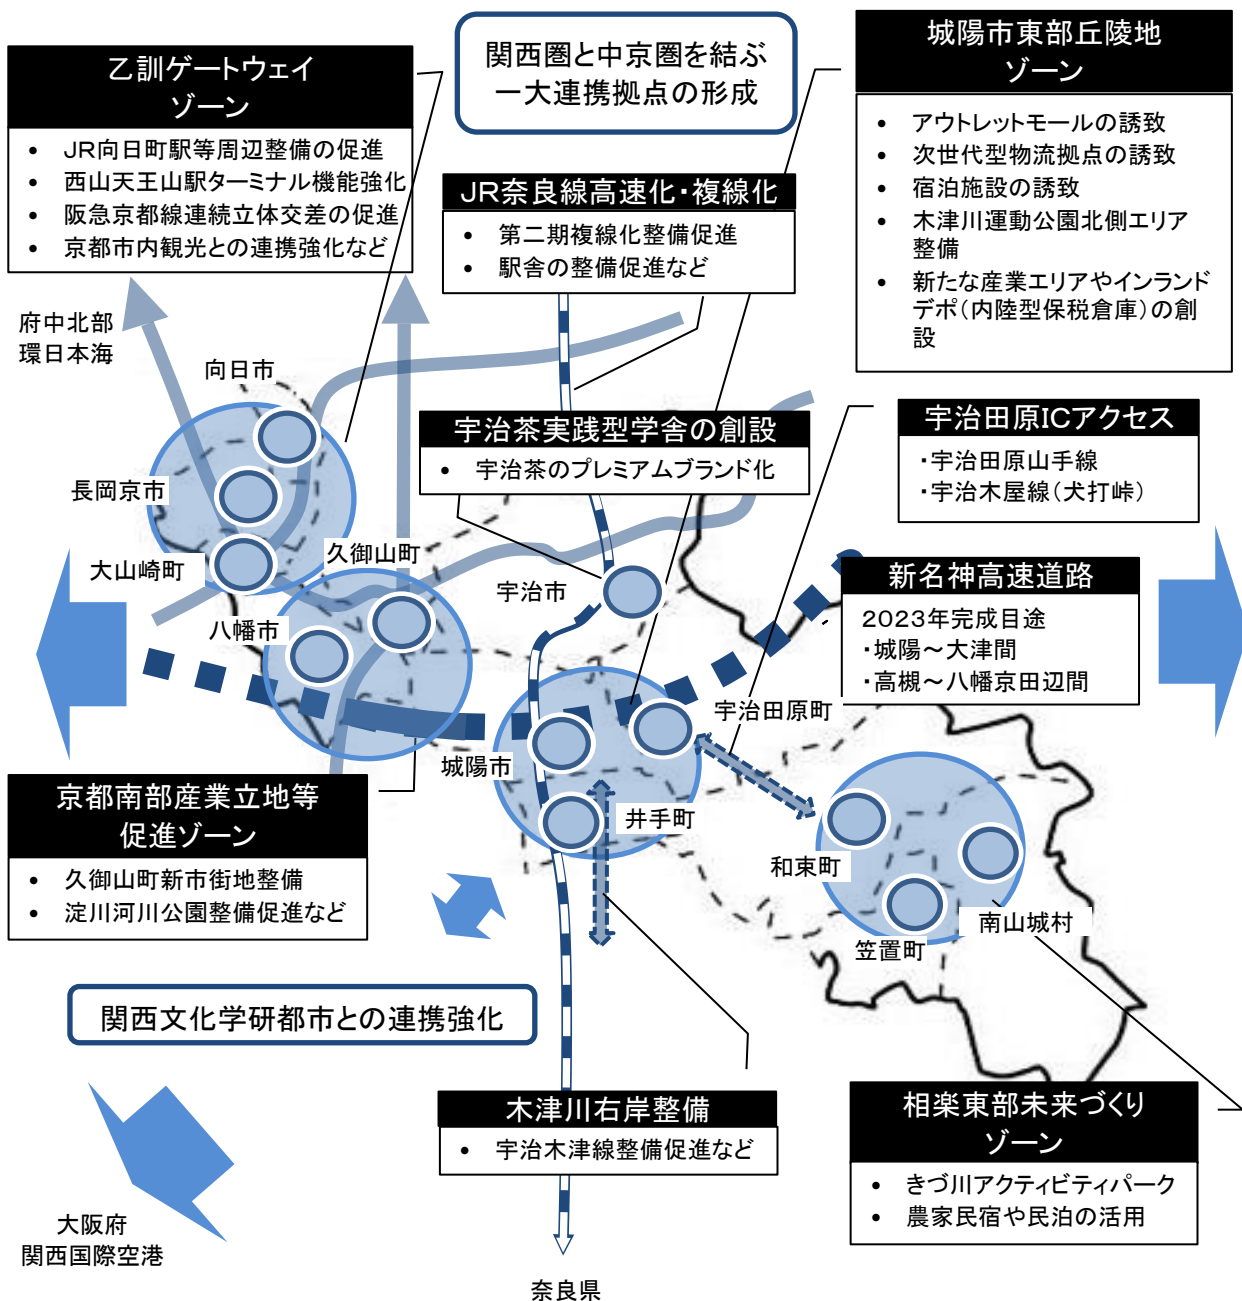 関西圏と中京圏を結ぶ
一大連携拠点の形成
乙訓ゲートウェイ
ゾーン
• JR向日町駅等周辺整備の促進
• 西山天王山駅ターミナル機能強化
• 阪急京都線連続立体交差の促進
• 京都市内観光との連携強化など
城陽市東部丘陵地
ゾーン
• アウトレットモールの誘致
• 次世代型物流拠点の誘致
• 宿泊施設の誘致
• 木津川運動公園北側エリア
整備
• 新たな産業エリアやインランド
デポ(内陸型保税倉庫)の創
設
JR奈良線高速化・複線化
• 第二期複線化整備促進
• 駅舎の整備促進など
府中北部
環日本海
向日市
長岡京市
大山崎町
久御山町
八幡市
宇治茶実践型学舎の創設
• 宇治茶のプレミアムブランド化
宇治田原ICアクセス
・宇治田原山手線
・宇治木屋線(犬打峠)
宇治市
新名神高速道路
2023年完成目途
・城陽~大津間
・高槻~八幡京田辺間
宇治田原町
城陽市
井手町
京都南部産業立地等
促進ゾーン
• 久御山町新市街地整備
• 淀川河川公園整備促進など
和束町
南山城村
笠置町
関西文化学研都市との連携強化
木津川右岸整備
• 宇治木津線整備促進など
相楽東部未来づくり
ゾーン
• きづ川アクティビティパーク
• 農家民宿や民泊の活用
大阪府
関西国際空港
奈良県